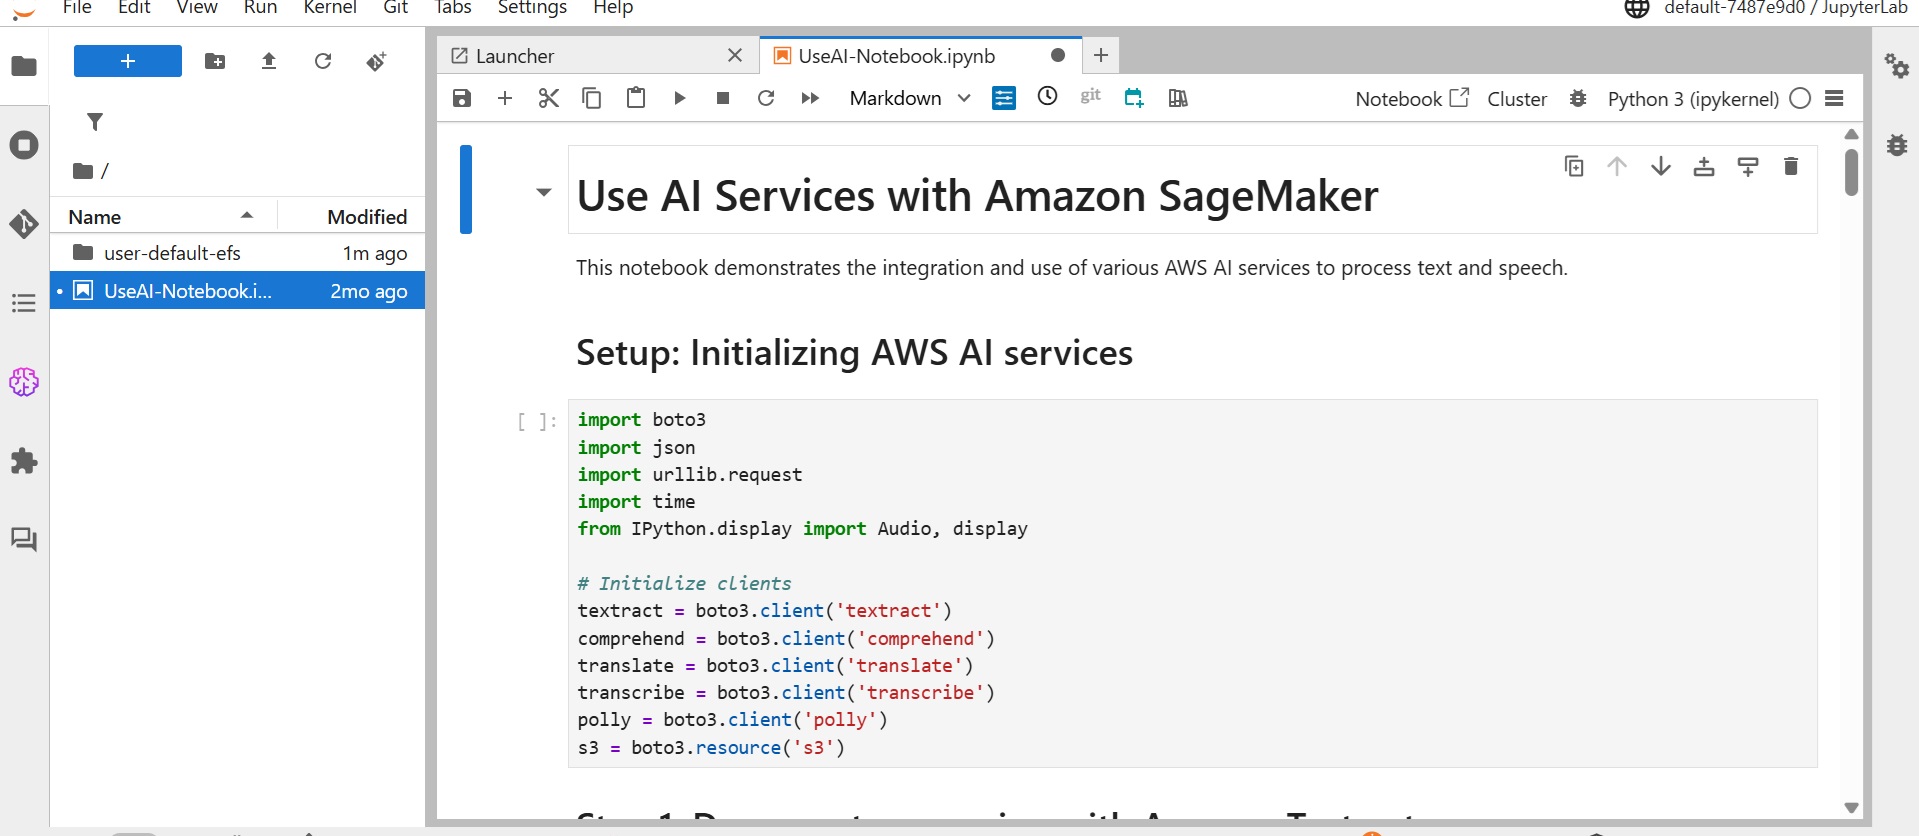 File Edit View Run Kernel Git Tabs Settings Help
default-7487e9d0 / JupyterLab
Launcher
UseAI-Notebook.ipynb
Markdown
git
Notebook
Cluster
Python 3 (ipykernel)
/
Name Modified
user-default-efs 1m ago
UseAI-Notebook.i... 2mo ago
Use AI Services with Amazon SageMaker
This notebook demonstrates the integration and use of various AWS AI services to process text and speech.
Setup: Initializing AWS AI services
[ ]:
import boto3
import json
import urllib.request
import time
from IPython.display import Audio, display
# Initialize clients
textract = boto3.client('textract')
comprehend = boto3.client('comprehend')
translate = boto3.client('translate')
transcribe = boto3.client('transcribe')
polly = boto3.client('polly')
s3 = boto3.resource('s3')